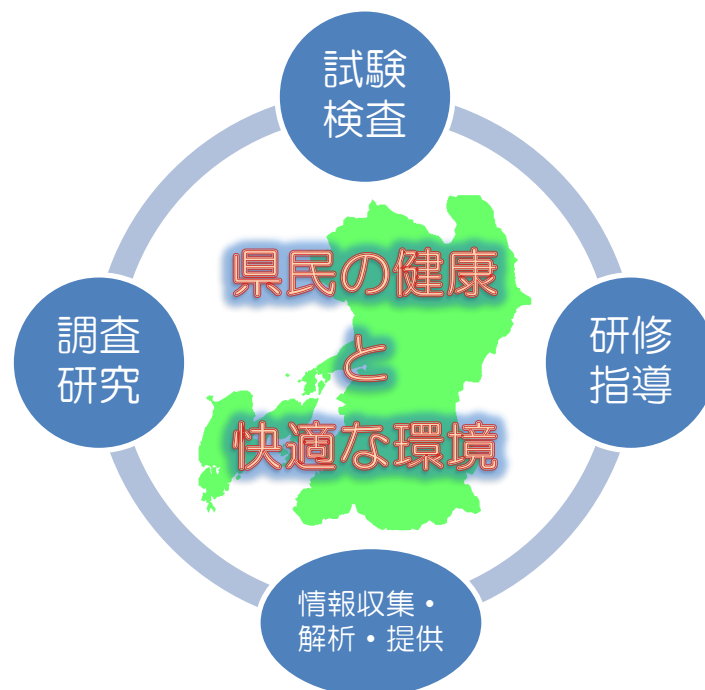 試験
検査
県民の健康
と
快適な環境
調査
研究
研修
指導
情報収集・
解析・提供